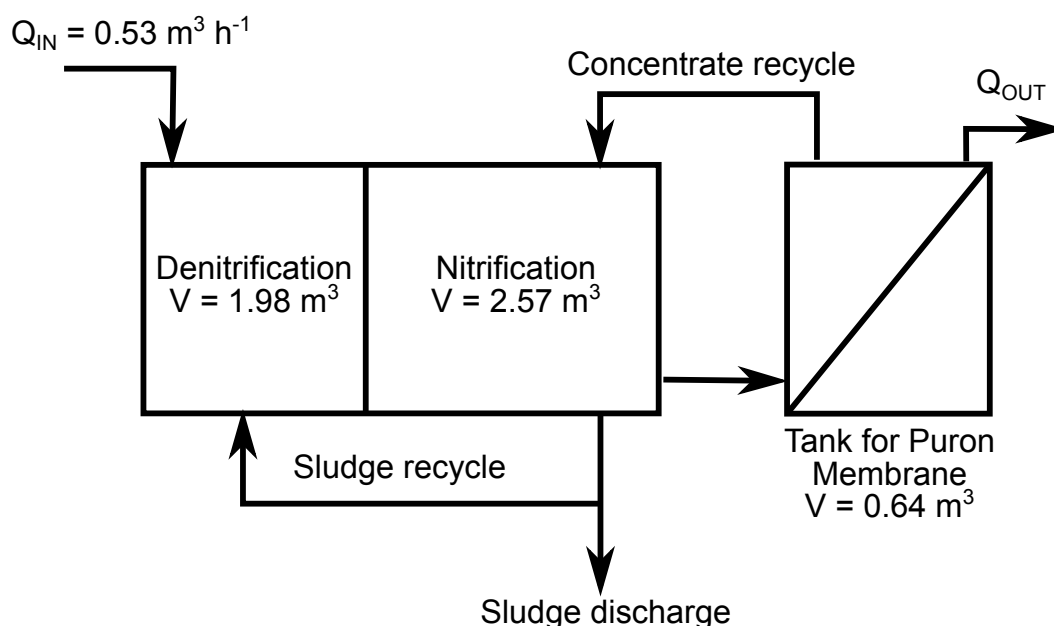 Q_IN = 0.53 m³ h⁻¹
Concentrate recycle
Q_OUT
Denitrification
V = 1.98 m³
Nitrification
V = 2.57 m³
Sludge recycle
Tank for Puron
Membrane
V = 0.64 m³
Sludge discharge